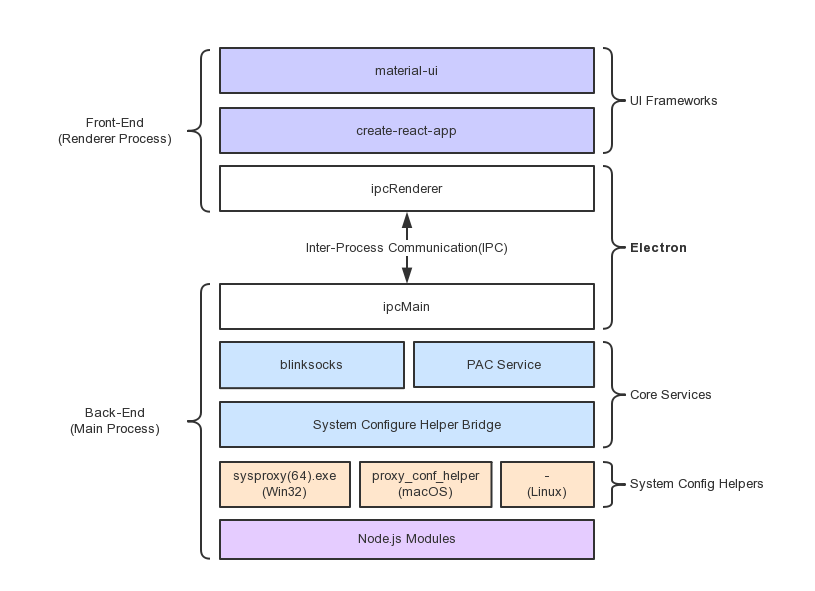 material-ui
UI Frameworks
Front-End
(Renderer Process)
create-react-app
ipcRenderer
Inter-Process Communication(IPC)
Electron
ipcMain
blinksocks
PAC Service
Core Services
Back-End
(Main Process)
System Configure Helper Bridge
sysproxy(64).exe
(Win32)
proxy_conf_helper
(macOS)
-
(Linux)
System Config Helpers
Node.js Modules